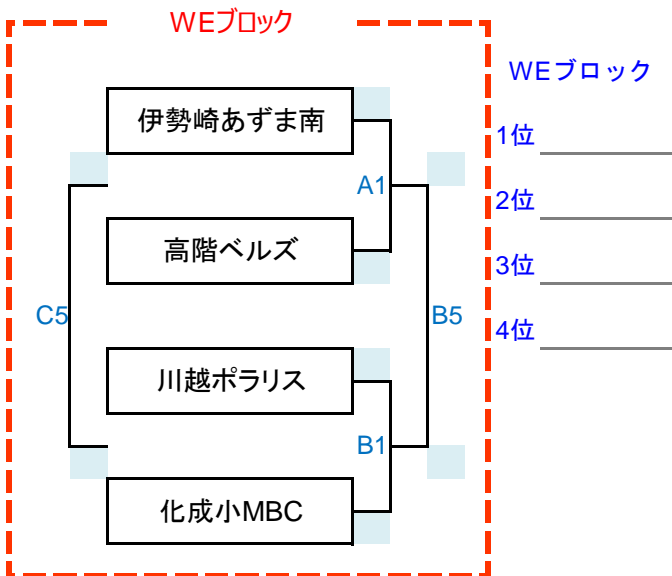 WEブロック
WEブロック
伊勢崎あずま南
1位
A1
2位
高階ベルズ
3位
C5
B5
4位
川越ポラリス
B1
化成小MBC